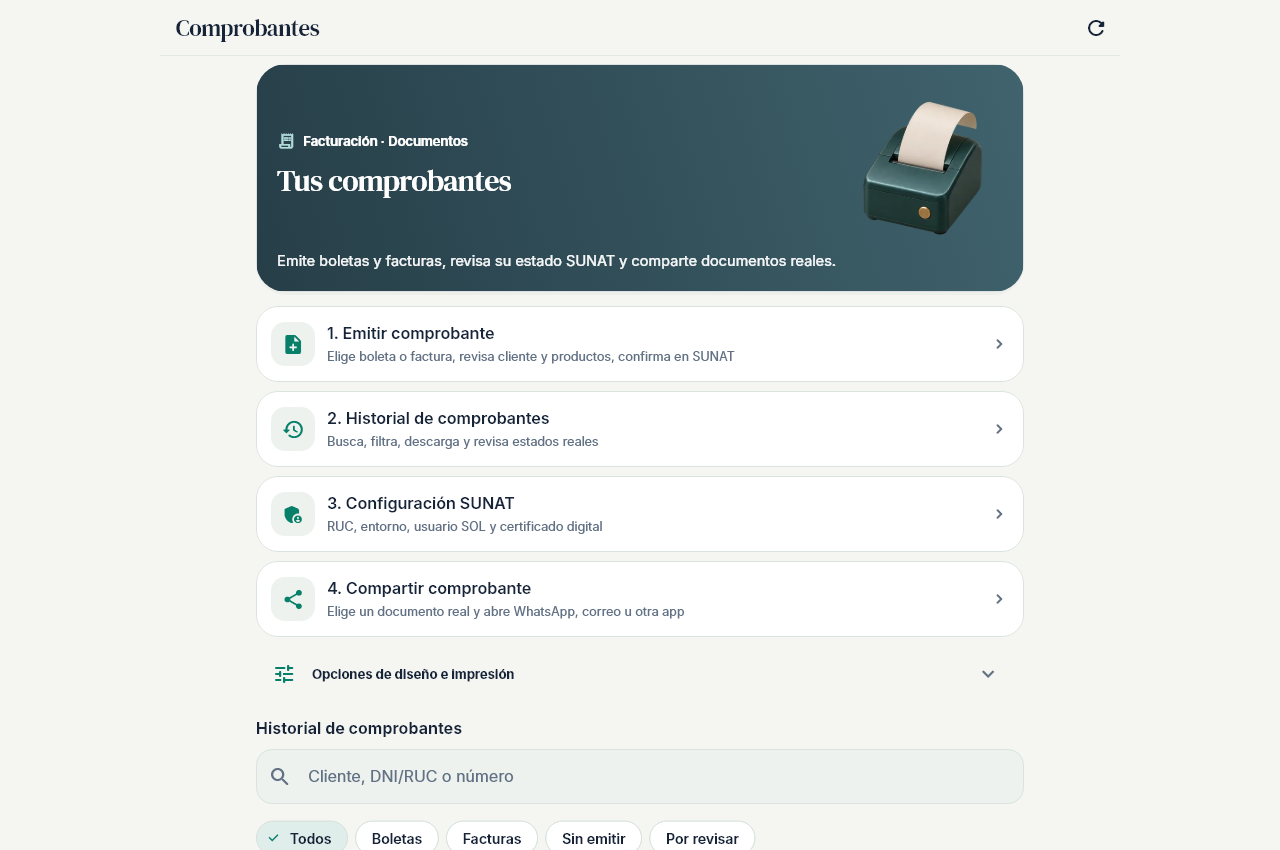 Comprobantes
Facturación · Documentos
Tus comprobantes
Emite boletas y facturas, revisa su estado SUNAT y comparte documentos reales.
1. Emitir comprobante
Elige boleta o factura, revisa cliente y productos, confirma en SUNAT
2. Historial de comprobantes
Busca, filtra, descarga y revisa estados reales
3. Configuración SUNAT
RUC, entorno, usuario SOL y certificado digital
4. Compartir comprobante
Elige un documento real y abre WhatsApp, correo u otra app
Opciones de diseño e impresión
Historial de comprobantes
Cliente, DNI/RUC o número
Todos Boletas Facturas Sin emitir Por revisar